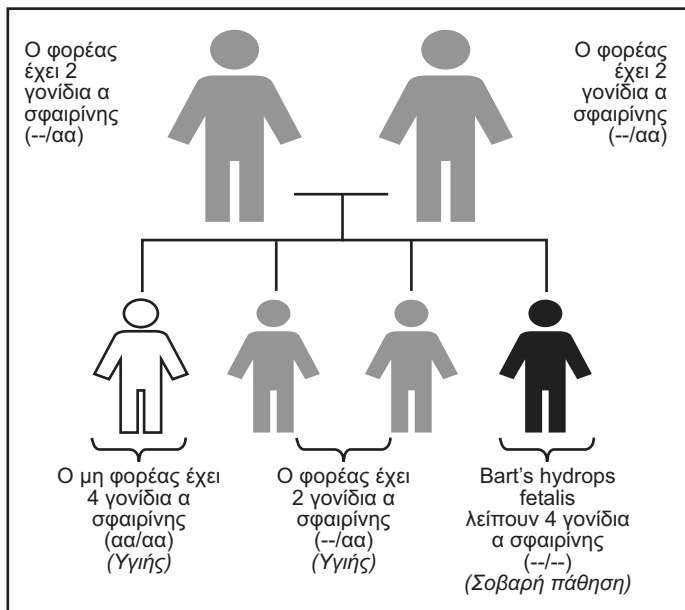 Ο φορέας
έχει 2
γονίδια α
σφαιρίνης
(--/αα)
Ο φορέας
έχει 2
γονίδια α
σφαιρίνης
(--/αα)
Ο μη φορέας έχει
4 γονίδια α
σφαιρίνης
(αα/αα)
(Υγιής)
Ο φορέας έχει
2 γονίδια α
σφαιρίνης
(--/αα)
(Υγιής)
Bart's hydrops
fetalis
λείπουν 4 γονίδια
α σφαιρίνης
(--/--)
(Σοβαρή πάθηση)